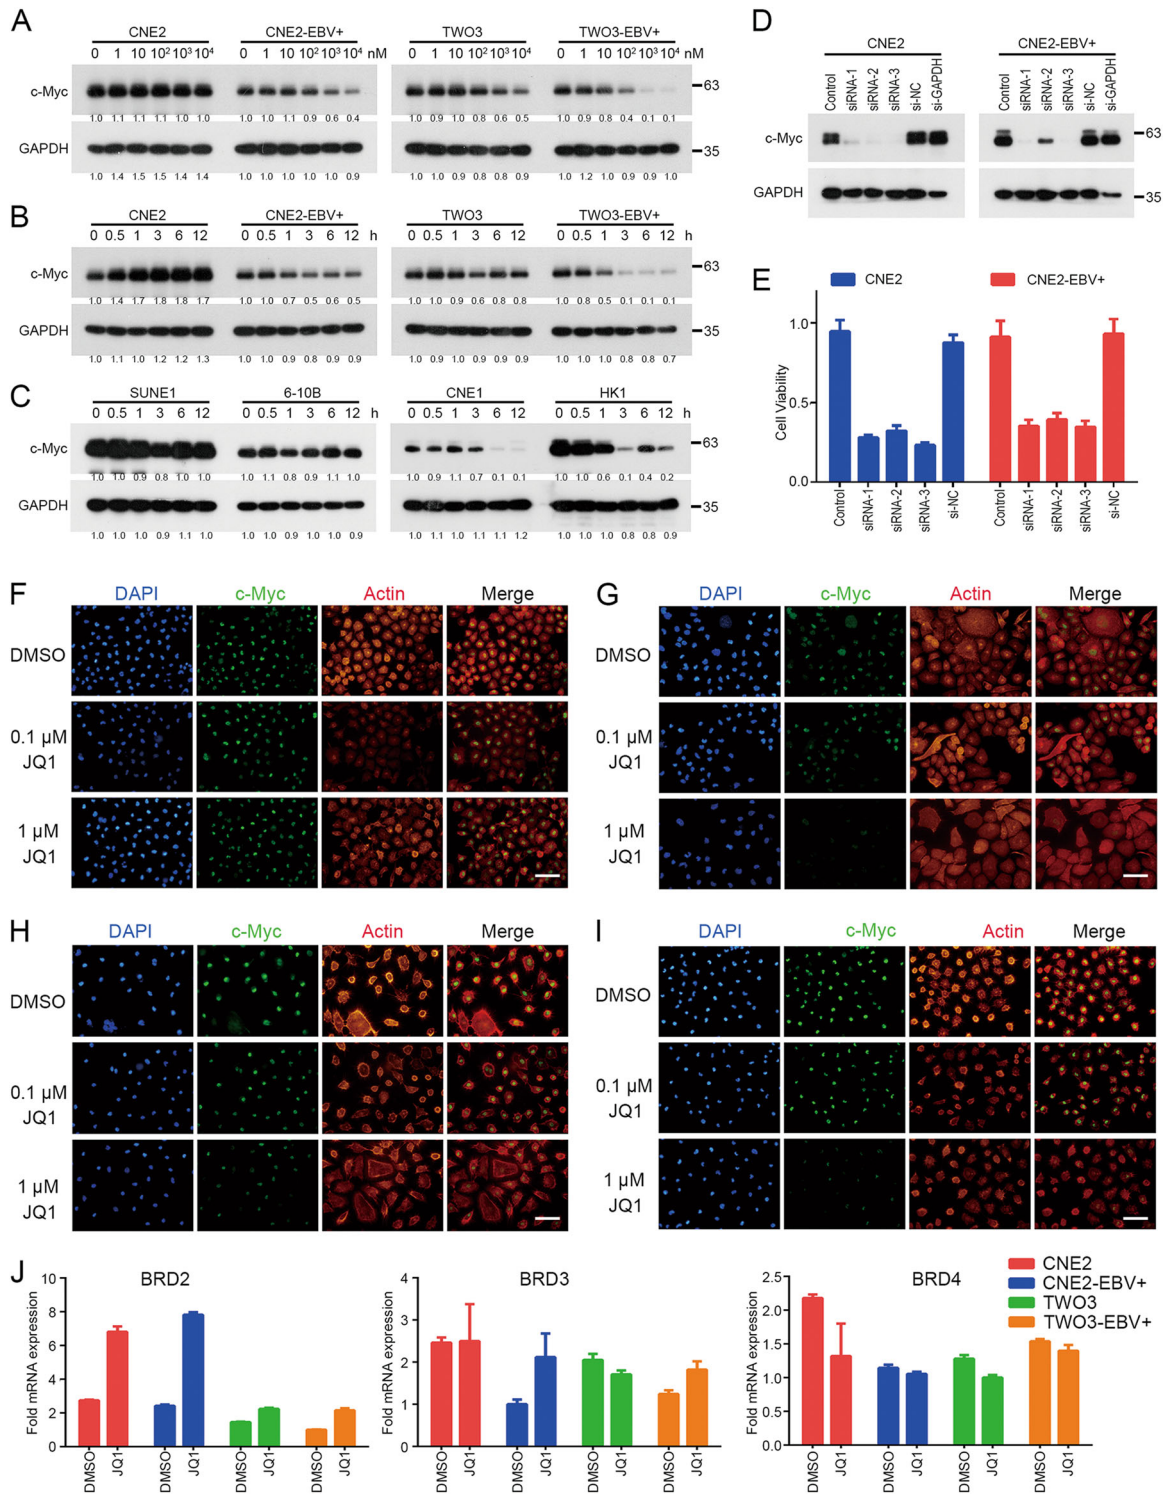 A
CNE2 CNE2-EBV+ TWO3 TWO3-EBV+
0 1 10 10² 10³ 10⁴ 0 1 10 10² 10³ 10⁴ nM 0 1 10 10² 10³ 10⁴ 0 1 10 10² 10³ 10⁴ nM
c-Myc 63
1.0 1.1 1.1 1.1 1.0 1.0 1.0 1.0 1.1 0.9 0.6 0.4 1.0 0.9 1.0 0.8 0.6 0.5 1.0 0.9 0.8 0.4 0.1 0.1
GAPDH 35
1.0 1.4 1.5 1.5 1.4 1.4 1.0 1.0 1.0 1.0 1.0 0.9 1.0 1.0 0.9 0.8 0.8 0.9 1.0 1.2 1.0 0.9 0.9 1.0
B
CNE2 CNE2-EBV+ TWO3 TWO3-EBV+
0 0.5 1 3 6 12 0 0.5 1 3 6 12 h 0 0.5 1 3 6 12 0 0.5 1 3 6 12 h
c-Myc 63
1.0 1.4 1.7 1.8 1.8 1.7 1.0 1.0 0.7 0.5 0.6 0.5 1.0 1.0 0.9 0.6 0.8 0.8 1.0 0.8 0.5 0.1 0.1 0.1
GAPDH 35
1.0 1.1 1.0 1.2 1.2 1.3 1.0 1.0 0.9 0.8 0.9 0.9 1.0 0.9 0.9 1.0 0.9 0.9 1.0 1.0 1.0 0.8 0.8 0.7
C
SUNE1 6-10B CNE1 HK1
0 0.5 1 3 6 12 0 0.5 1 3 6 12 h 0 0.5 1 3 6 12 0 0.5 1 3 6 12 h
c-Myc 63
1.0 1.0 0.9 0.8 1.0 1.0 1.0 1.1 0.8 0.9 1.1 1.0 1.0 0.9 1.1 0.7 0.1 0.1 1.0 1.0 0.6 0.1 0.4 0.2
GAPDH 35
1.0 1.0 1.0 0.9 1.1 1.0 1.0 1.0 0.9 1.0 1.0 0.9 1.0 1.0 1.1 1.1 1.1 1.2 1.0 1.0 1.0 0.8 0.8 0.9
D
CNE2 CNE2-EBV+
Control siRNA-1 siRNA-2 siRNA-3 si-NC si-GAPDH Control siRNA-1 siRNA-2 siRNA-3 si-NC si-GAPDH
c-Myc 63
GAPDH 35
E
CNE2 CNE2-EBV+
Cell Viability
1.0
0.5
0.0
Control siRNA-1 siRNA-2 siRNA-3 si-NC Control siRNA-1 siRNA-2 siRNA-3 si-NC
F
DAPI c-Myc Actin Merge
DMSO
0.1 µM
JQ1
1 µM
JQ1
G
DAPI c-Myc Actin Merge
DMSO
0.1 µM
JQ1
1 µM
JQ1
H
DAPI c-Myc Actin Merge
DMSO
0.1 µM
JQ1
1 µM
JQ1
I
DAPI c-Myc Actin Merge
DMSO
0.1 µM
JQ1
1 µM
JQ1
J
BRD2
Fold mRNA expression
10
8
6
4
2
0
DMSO JQ1 DMSO JQ1 DMSO JQ1 DMSO JQ1
BRD3
Fold mRNA expression
4
3
2
1
0
DMSO JQ1 DMSO JQ1 DMSO JQ1 DMSO JQ1
BRD4
Fold mRNA expression
2.5
2.0
1.5
1.0
0.5
0.0
DMSO JQ1 DMSO JQ1 DMSO JQ1 DMSO JQ1
CNE2
CNE2-EBV+
TWO3
TWO3-EBV+